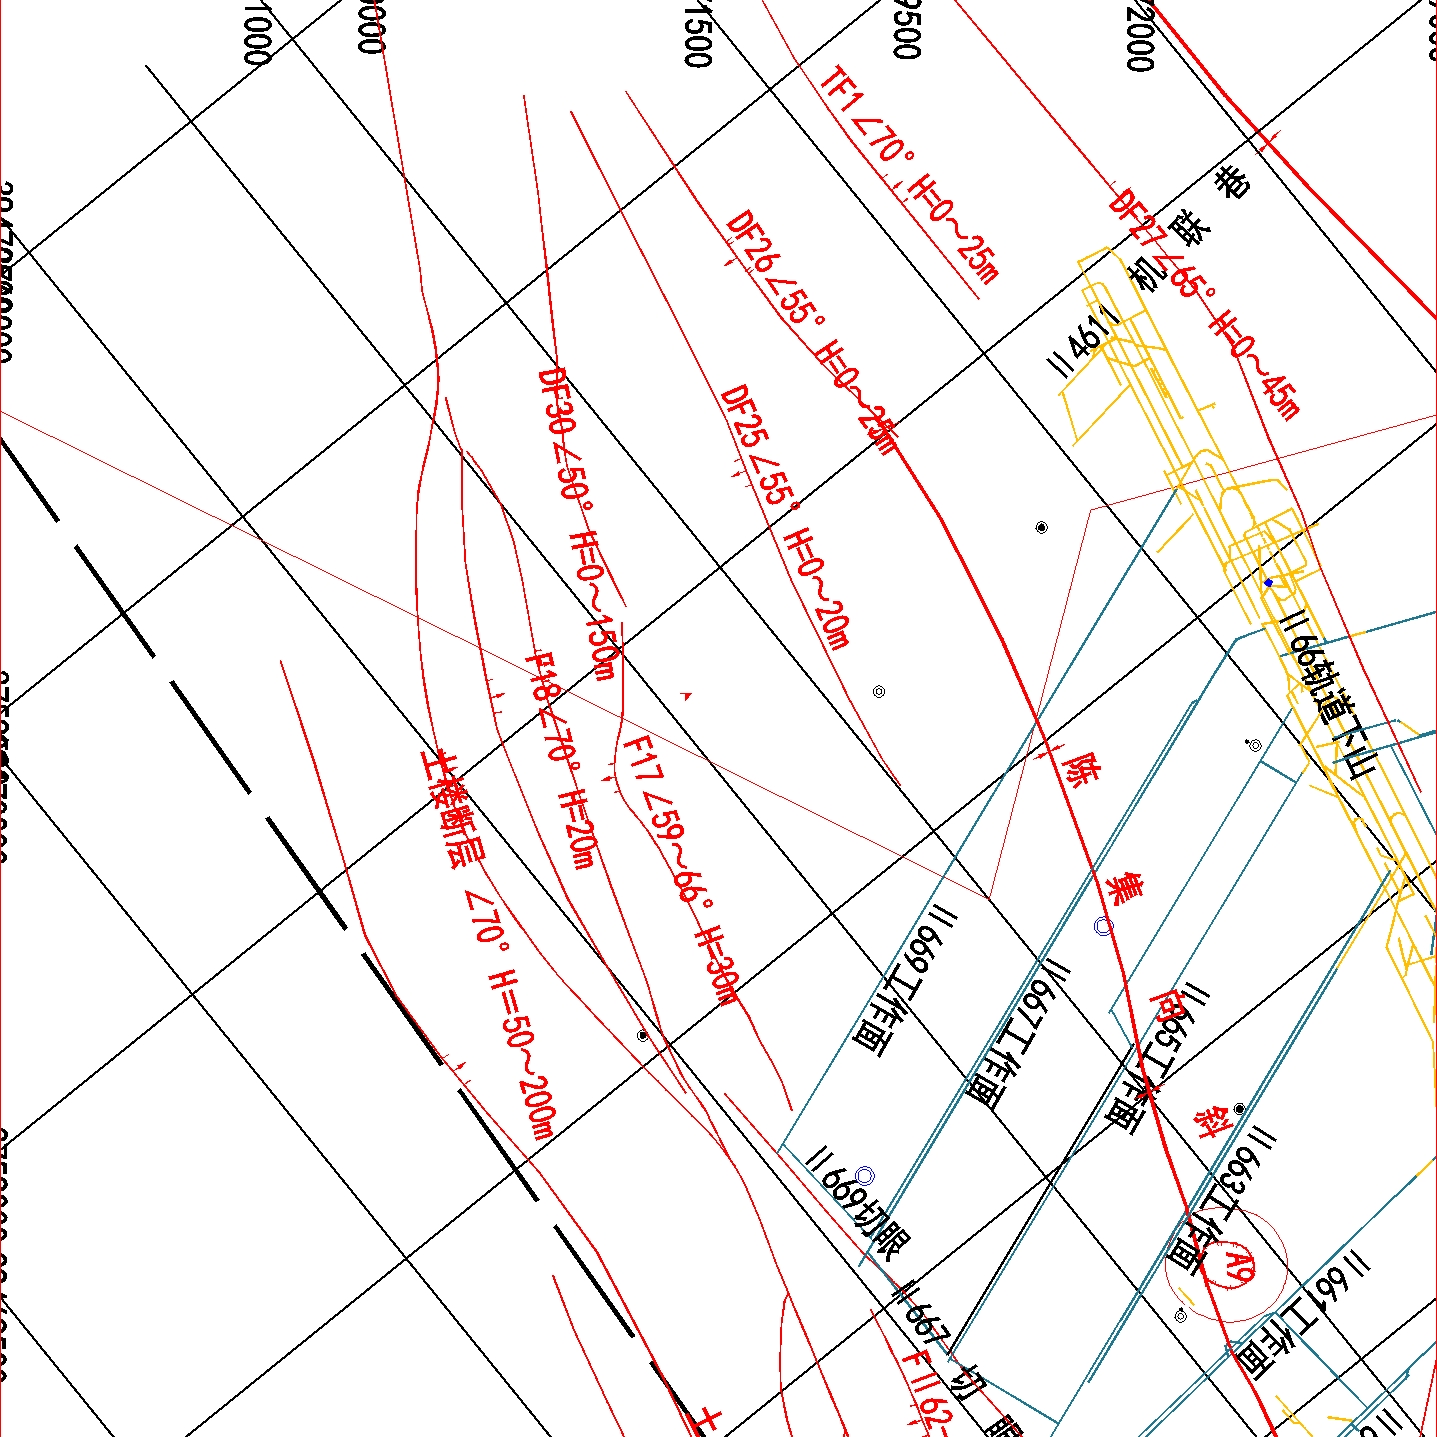 1500
2000
TF1∠70° H=0～25m
DF27∠65° H=0～45m
DF26∠55° H=0～25m
DF25∠55° H=0～20m
DF30∠50° H=0～150m
F18∠70° H=20m
F17∠59～66° H=30m
土楼断层 ∠70° H=50～200m
Ⅱ4611 机联巷
Ⅱ66轨道下山
陈集向斜
Ⅱ669工作面
Ⅱ667工作面
Ⅱ665工作面
Ⅱ663工作面
Ⅱ661工作面
Ⅱ669切眼
Ⅱ667切眼
A9
FⅡ62-
土